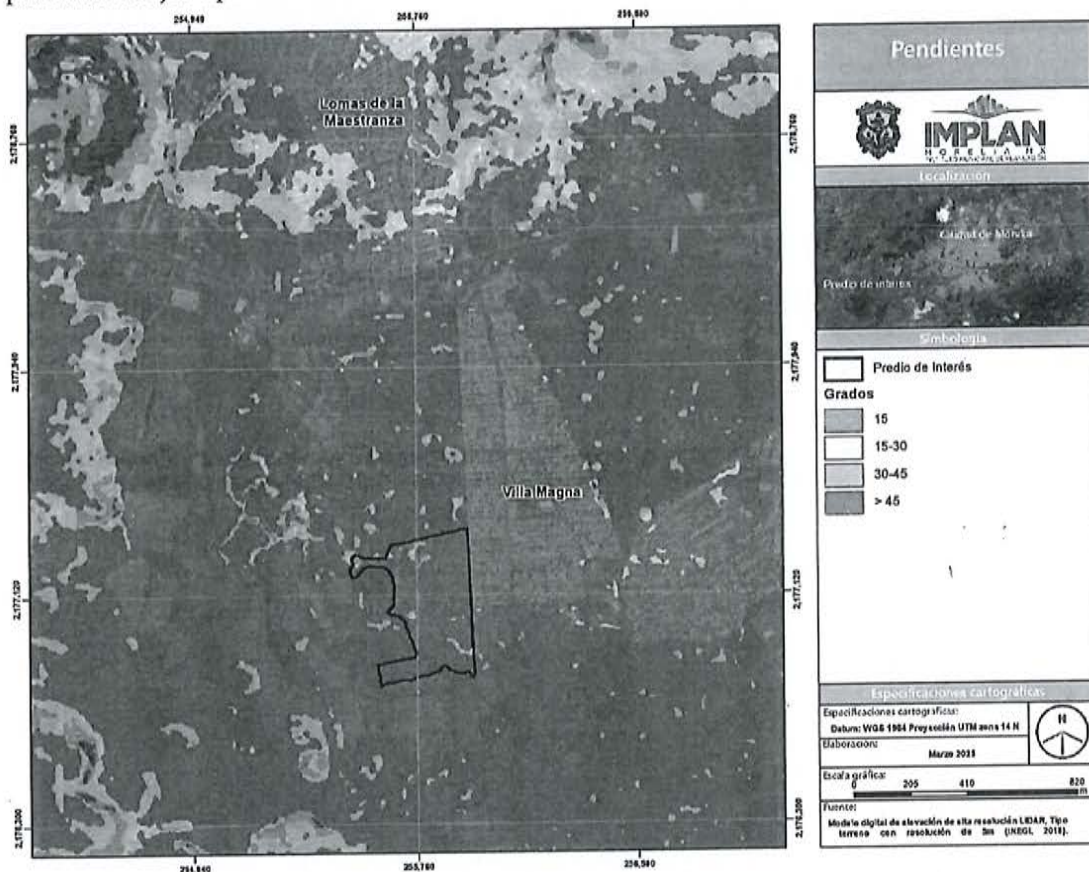 254,940 255,760 256,580
Pendientes
IMPLAN
MORELIA MX
Localización
Ciudad de Morelia
Predio de interés
Simbología
Predio de Interés
Grados
15
15-30
30-45
> 45
Lomas de la
Maestranza
Villa Magna
2,178,760
2,178,760
2,177,940
2,177,940
2,177,120
2,177,120
2,176,300
2,176,300
254,940 255,760 256,580
Especificaciones cartográficas
Especificaciones cartográficas:
Datum: WGS 1984 Proyección UTM zona 14 N
N
Elaboración:
Escala gráfica:
0 205 410 820
m
Fuente:
Modelo digital de elevación de alta resolución LIDAR, Tipo
terreno con resolución de 5m (INEGI, 2018).